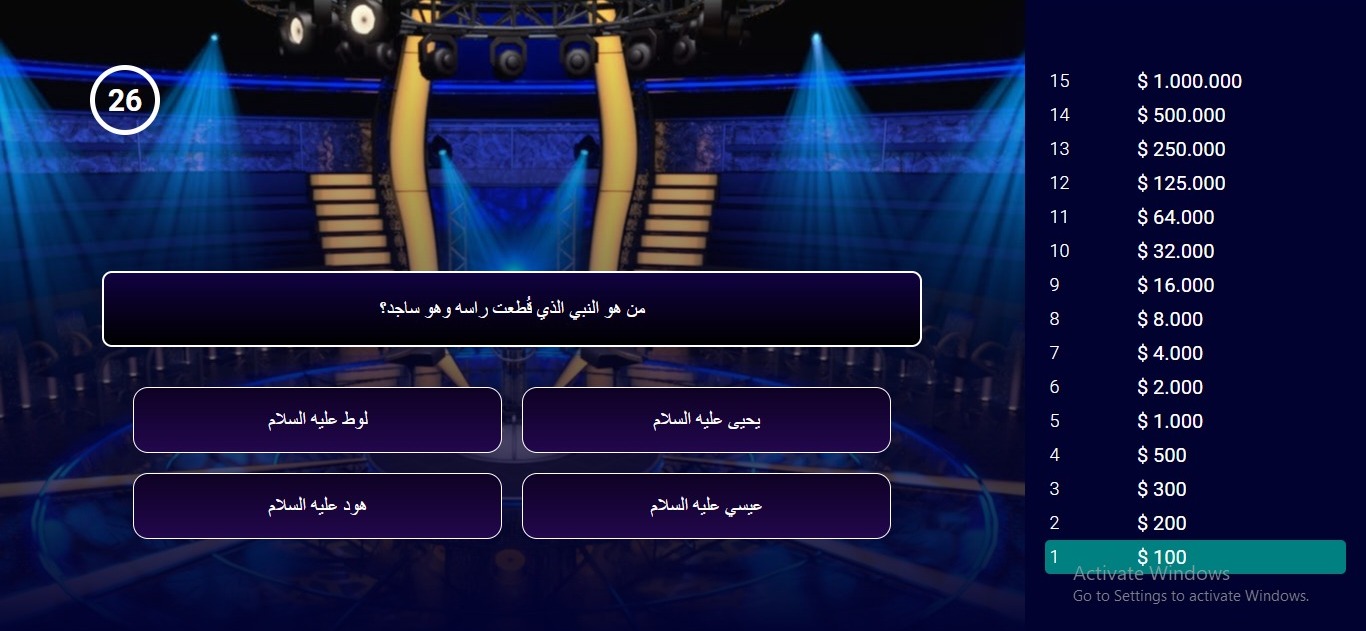 26
من هو النبي الذي قُطعت راسه وهو ساجد؟
لوط عليه السلام
يحيى عليه السلام
هود عليه السلام
عيسي عليه السلام
15 $ 1.000.000
14 $ 500.000
13 $ 250.000
12 $ 125.000
11 $ 64.000
10 $ 32.000
9 $ 16.000
8 $ 8.000
7 $ 4.000
6 $ 2.000
5 $ 1.000
4 $ 500
3 $ 300
2 $ 200
1 $ 100
Activate Windows
Go to Settings to activate Windows.